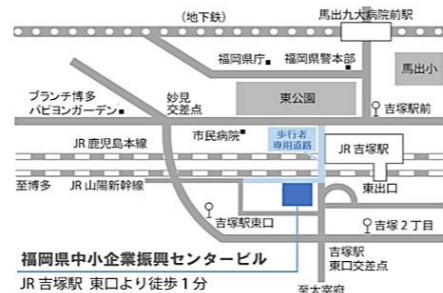 (地下鉄)
馬出九大病院前駅
福岡県庁
福岡県警本部
馬出小
ブランチ博多
パピヨンガーデン
妙見
交差点
東公園
吉塚駅前
市民病院
歩行者
専用道路
JR 鹿児島本線
JR 吉塚駅
至博多
JR 山陽新幹線
東出口
吉塚駅東口
吉塚 2 丁目
福岡県中小企業振興センタービル
吉塚駅
東口交差点
JR 吉塚駅 東口より徒歩 1 分
至太宰府